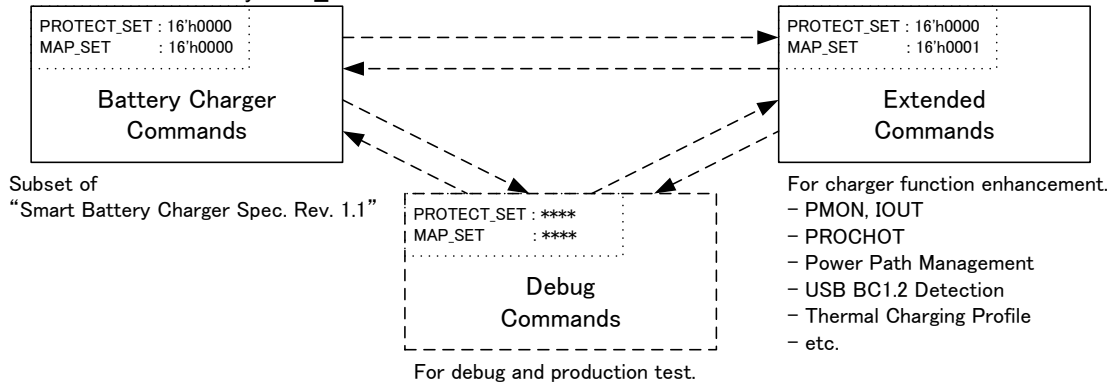 PROTECT_SET : 16'h0000
MAP_SET : 16'h0000
Battery Charger
Commands
Subset of
“Smart Battery Charger Spec. Rev. 1.1”
PROTECT_SET : 16'h0000
MAP_SET : 16'h0001
Extended
Commands
For charger function enhancement.
- PMON, IOUT
- PROCHOT
- Power Path Management
- USB BC1.2 Detection
- Thermal Charging Profile
- etc.
PROTECT_SET : ****
MAP_SET : ****
Debug
Commands
For debug and production test.